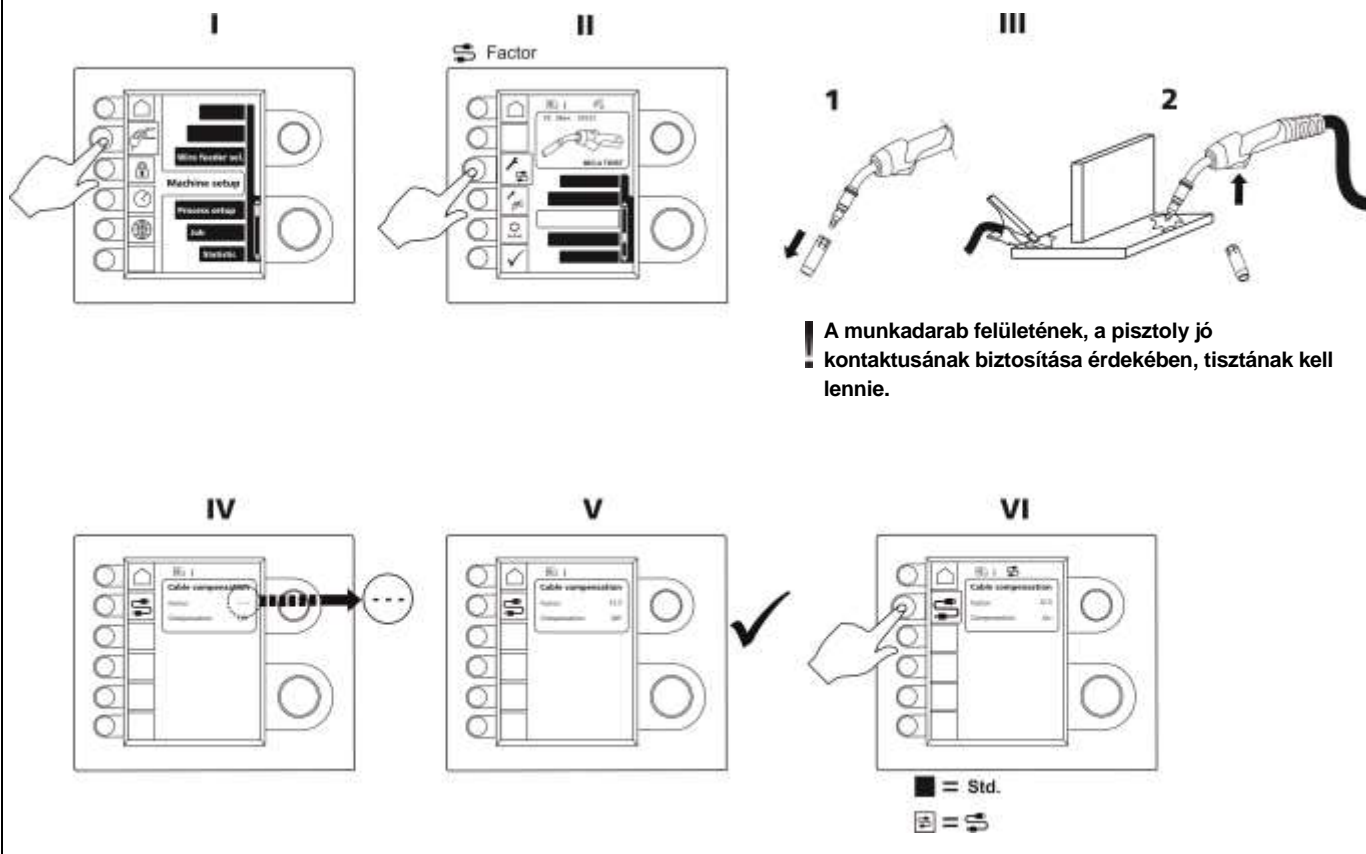 I
II
III
Factor
Wire feeder sel.
Machine setup
Process setup
Job
Statistic
1
2
A munkadarab felületének, a pisztoly jó
kontaktusának biztosítása érdekében, tisztának kell
lennie.
IV
V
VI
Cable compensation
Factor
Compensation
- - -
Cable compensation
Factor
Compensation
Cable compensation
Factor
Compensation
= Std.
=